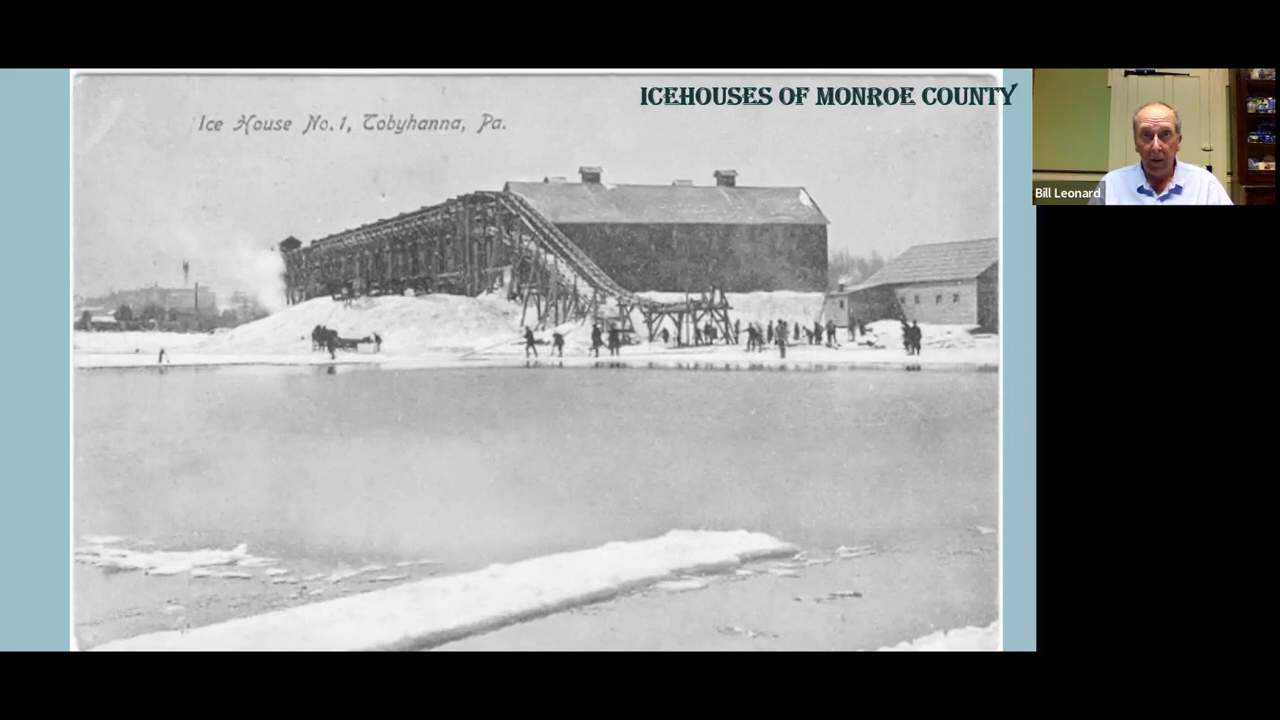 ICEHOUSES OF MONROE COUNTY
Ice House No. 1, Tobyhanna, Pa.
Bill Leonard